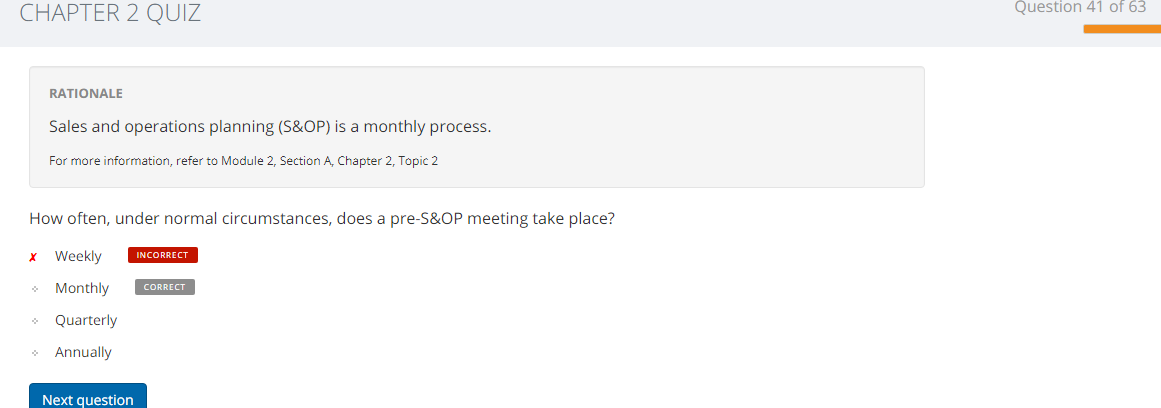 CHAPTER 2 QUIZ
Question 41 of 63
RATIONALE
Sales and operations planning (S&OP) is a monthly process.
For more information, refer to Module 2, Section A, Chapter 2, Topic 2
How often, under normal circumstances, does a pre-S&OP meeting take place?
✗ Weekly INCORRECT
Monthly CORRECT
Quarterly
Annually
Next question